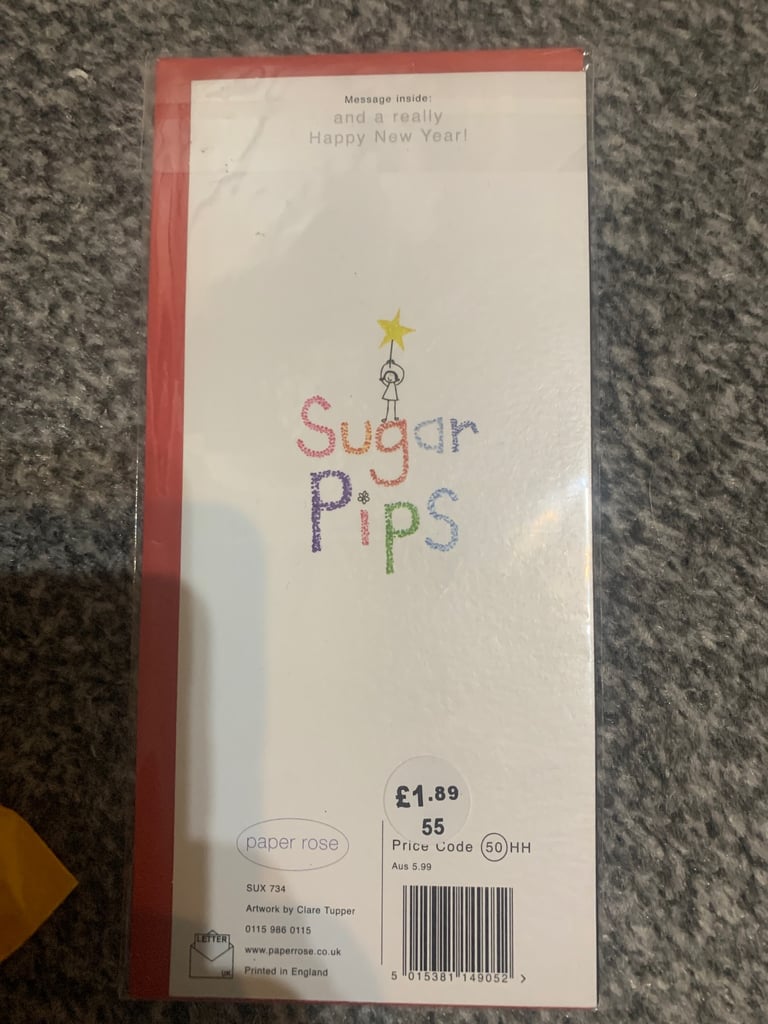 Message inside:
and a really
Happy New Year!
Sugar
Pips
£1.89
55
paper rose
Price Code 50 HH
Aus 5.99
SUX 734
Artwork by Clare Tupper
0115 986 0115
www.paperrose.co.uk
Printed in England
LETTER
UK
5 015381 149052 >